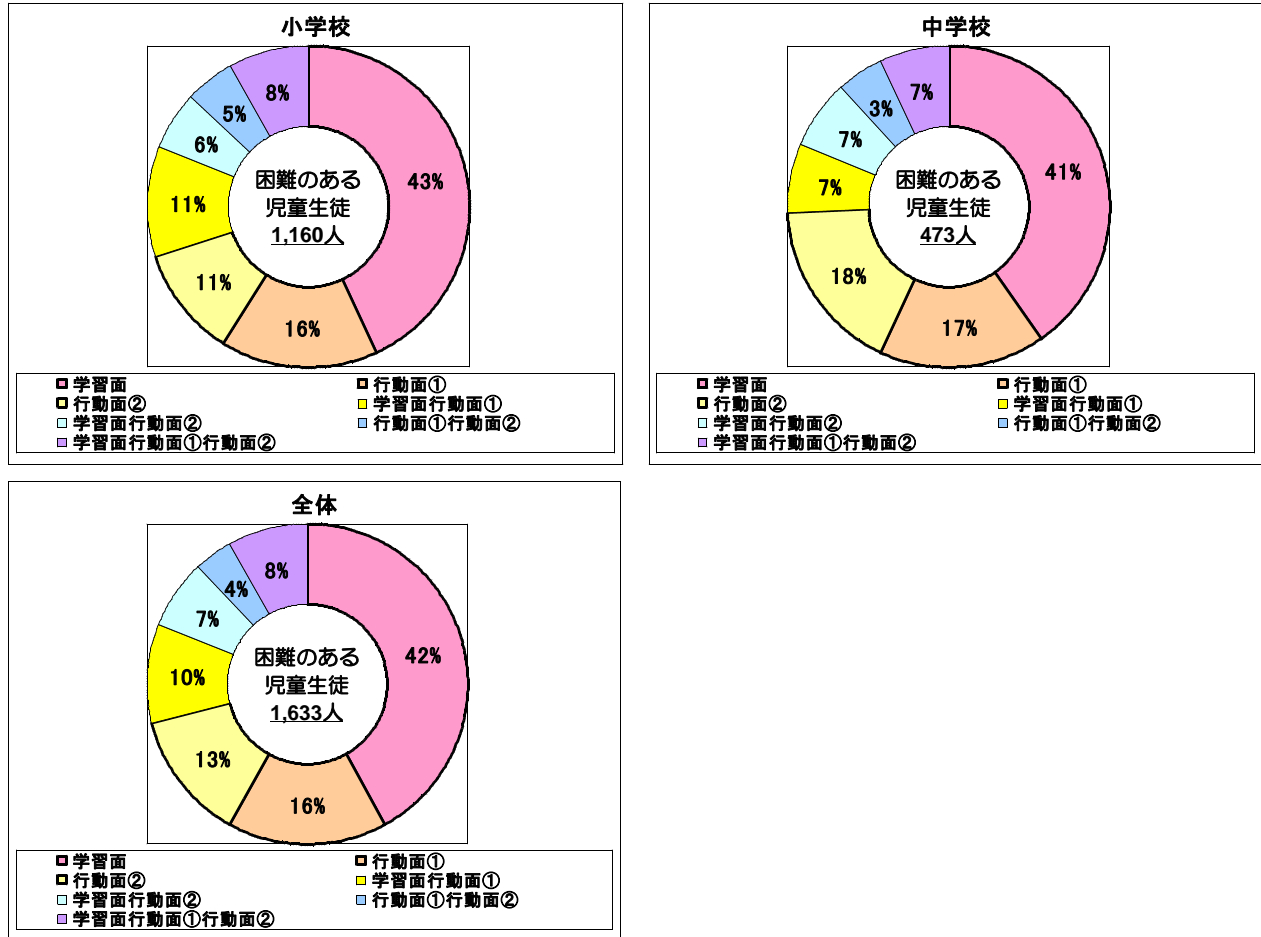 小学校
8%
5%
6%
43%
11%
11%
16%
困難のある
児童生徒
1,160人
学習面
行動面①
行動面②
学習面行動面①
学習面行動面②
行動面①行動面②
学習面行動面①行動面②
中学校
7%
3%
7%
41%
7%
18%
17%
困難のある
児童生徒
473人
学習面
行動面①
行動面②
学習面行動面①
学習面行動面②
行動面①行動面②
学習面行動面①行動面②
全体
8%
4%
7%
42%
10%
13%
16%
困難のある
児童生徒
1,633人
学習面
行動面①
行動面②
学習面行動面①
学習面行動面②
行動面①行動面②
学習面行動面①行動面②